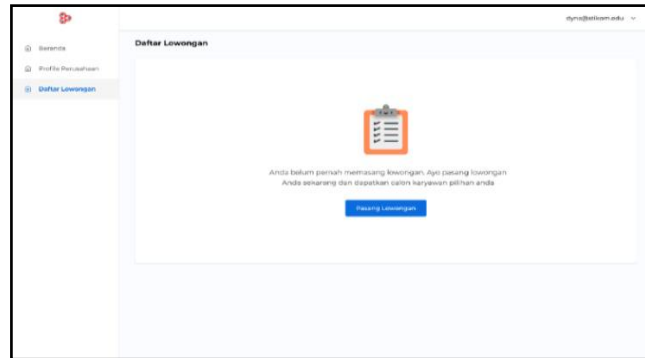 dyna@stikom.edu
Beranda
Daftar Lowongan
Profile Perusahaan
Daftar Lowongan
Anda belum pernah memasang lowongan. Ayo pasang lowongan
Anda sekarang dan dapatkan calon karyawan pilihan anda
Pasang Lowongan